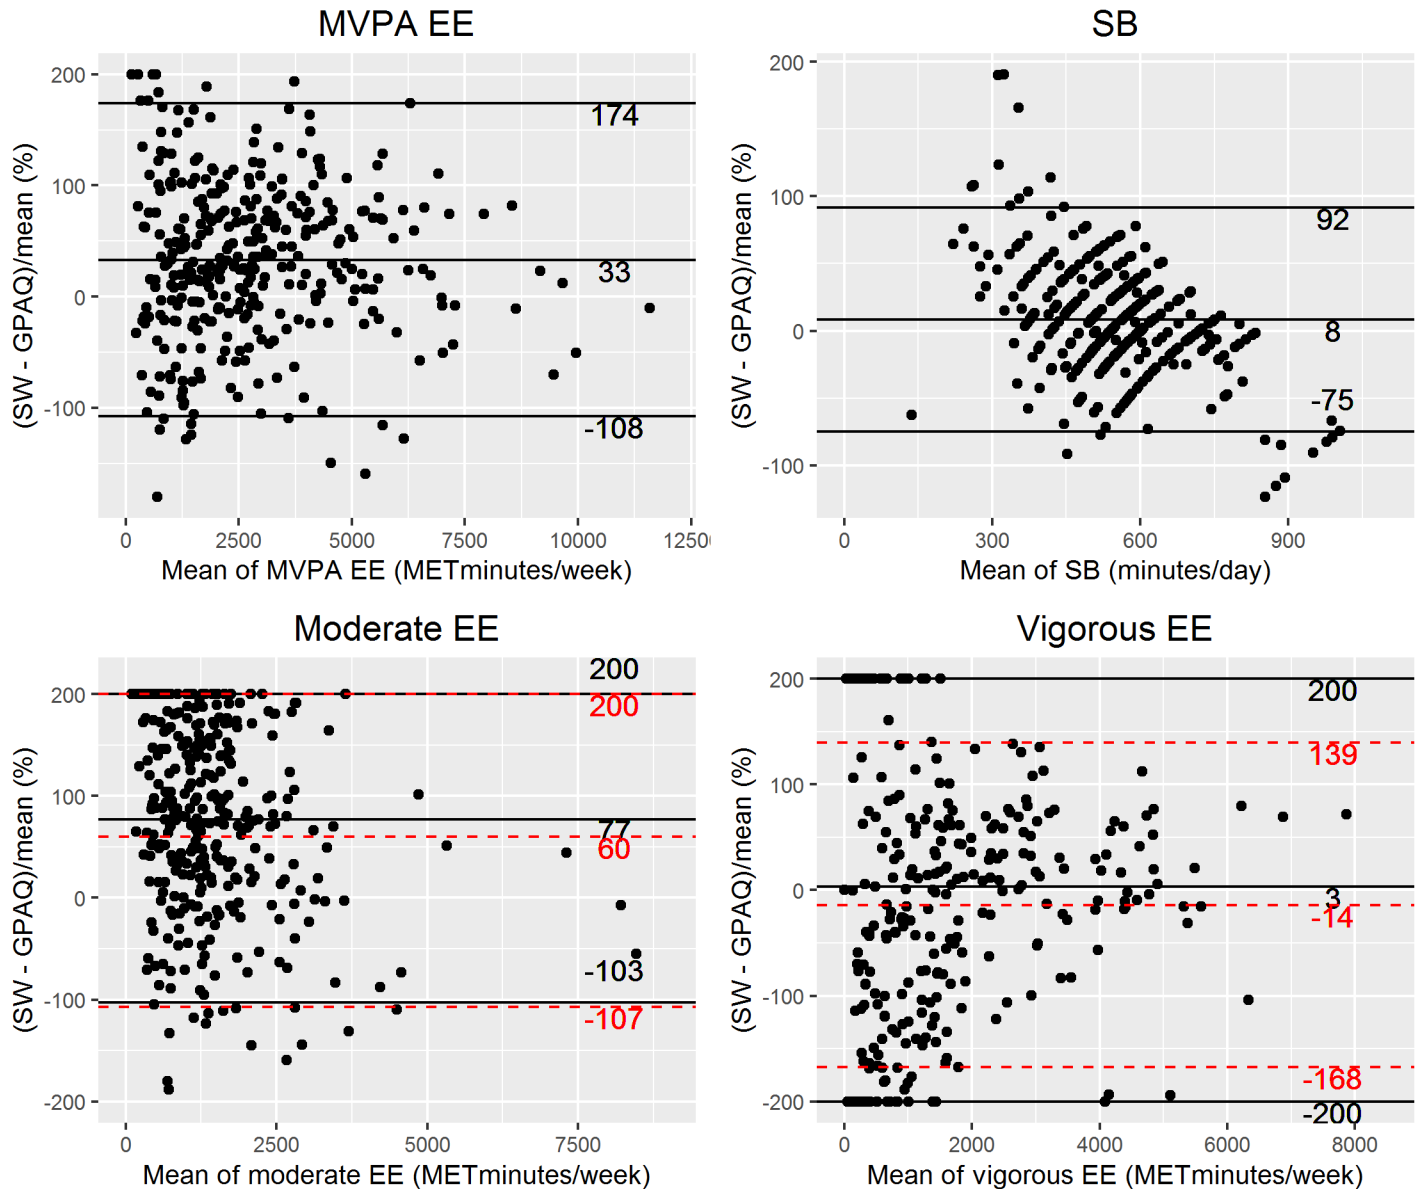 MVPA EE
(SW - GPAQ)/mean (%)
200
100
0
-100
174
33
-108
0 2500 5000 7500 10000 1250
Mean of MVPA EE (METminutes/week)
SB
(SW - GPAQ)/mean (%)
200
100
0
-100
92
8
-75
0 300 600 900
Mean of SB (minutes/day)
Moderate EE
(SW - GPAQ)/mean (%)
200
100
0
-100
-200
200
200
77
60
-103
-107
0 2500 5000 7500
Mean of moderate EE (METminutes/week)
Vigorous EE
(SW - GPAQ)/mean (%)
200
100
0
-100
-200
200
139
3
-14
-168
-200
0 2000 4000 6000 8000
Mean of vigorous EE (METminutes/week)